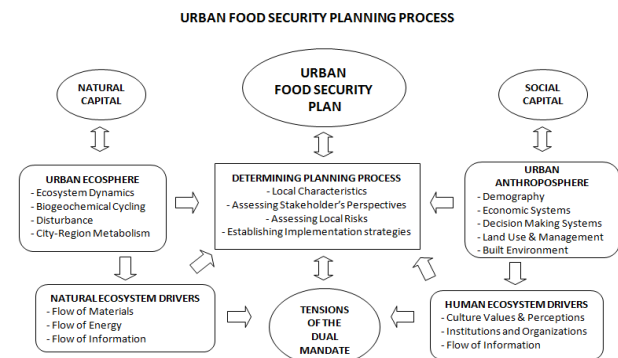 URBAN FOOD SECURITY PLANNING PROCESS
NATURAL
CAPITAL
URBAN
FOOD SECURITY
PLAN
SOCIAL
CAPITAL
URBAN ECOSPHERE
- Ecosystem Dynamics
- Biogeochemical Cycling
- Disturbance
- City-Region Metabolism
DETERMINING PLANNING PROCESS
- Local Characteristics
- Assessing Stakeholder's Perspectives
- Assessing Local Risks
- Establishing Implementation strategies
URBAN
ANTHROPOSPHERE
- Demography
- Economic Systems
- Decision Making Systems
- Land Use & Management
- Built Environment
NATURAL ECOSYSTEM DRIVERS
- Flow of Materials
- Flow of Energy
- Flow of Information
TENSIONS
OF THE
DUAL
MANDATE
HUMAN ECOSYSTEM DRIVERS
- Culture Values & Perceptions
- Institutions and Organizations
- Flow of Information